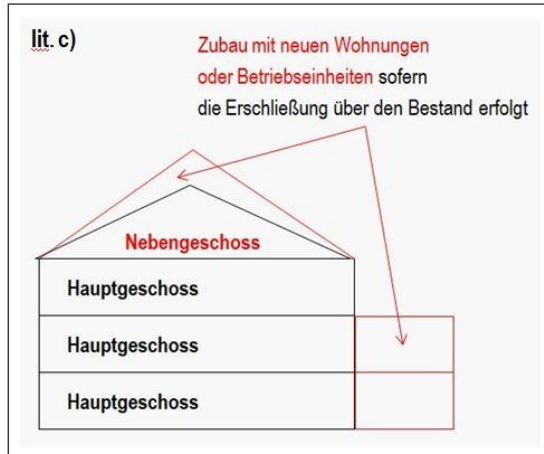 lit. c)
Zubau mit neuen Wohnungen
oder Betriebseinheiten sofern
die Erschließung über den Bestand erfolgt
Nebengeschoss
Hauptgeschoss
Hauptgeschoss
Hauptgeschoss